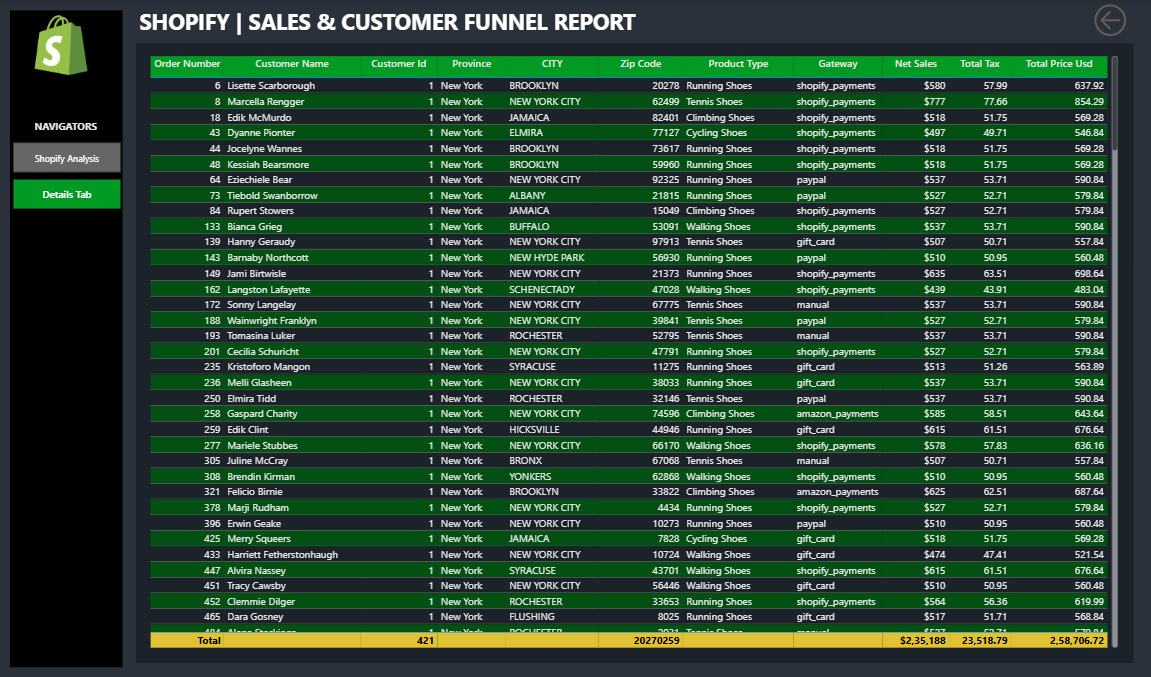 SHOPIFY | SALES & CUSTOMER FUNNEL REPORT
S
NAVIGATORS
Shopify Analysis
Details Tab
Order Number Customer Name Customer Id Province CITY Zip Code Product Type Gateway Net Sales Total Tax Total Price Usd
6 Lisette Scarborough 1 New York BROOKLYN 20278 Running Shoes shopify_payments $580 57.99 637.92
8 Marcella Rengger 1 New York NEW YORK CITY 62499 Tennis Shoes shopify_payments $777 77.66 854.29
18 Edik McMurdo 1 New York JAMAICA 82401 Climbing Shoes shopify_payments $518 51.75 569.28
43 Dyanne Pionter 1 New York ELMIRA 77127 Cycling Shoes shopify_payments $497 49.71 546.84
44 Jocelyne Wannes 1 New York BROOKLYN 73617 Running Shoes shopify_payments $518 51.75 569.28
48 Kessiah Bearsmore 1 New York BROOKLYN 59960 Running Shoes shopify_payments $518 51.75 569.28
64 Eziechiele Bear 1 New York NEW YORK CITY 92325 Running Shoes paypal $537 53.71 590.84
73 Tiebold Swanborrow 1 New York ALBANY 21815 Running Shoes paypal $527 52.71 579.84
84 Rupert Stowers 1 New York JAMAICA 15049 Climbing Shoes shopify_payments $527 52.71 579.84
133 Bianca Grieg 1 New York BUFFALO 53091 Walking Shoes shopify_payments $537 53.71 590.84
139 Hanny Geraudy 1 New York NEW YORK CITY 97913 Tennis Shoes gift_card $507 50.71 557.84
143 Barnaby Northcott 1 New York NEW HYDE PARK 56930 Running Shoes paypal $510 50.95 560.48
149 Jami Birtwisle 1 New York NEW YORK CITY 21373 Running Shoes shopify_payments $635 63.51 698.64
162 Langston Lafayette 1 New York SCHENECTADY 47028 Walking Shoes shopify_payments $439 43.91 483.04
172 Sonny Langelay 1 New York NEW YORK CITY 67775 Tennis Shoes manual $537 53.71 590.84
188 Wainwright Franklyn 1 New York NEW YORK CITY 39841 Tennis Shoes paypal $527 52.71 579.84
193 Tomasina Luker 1 New York ROCHESTER 52795 Tennis Shoes manual $537 53.71 590.84
201 Cecilia Schuricht 1 New York NEW YORK CITY 47791 Running Shoes shopify_payments $527 52.71 579.84
235 Kristoforo Mangon 1 New York SYRACUSE 11275 Running Shoes gift_card $513 51.26 563.89
236 Melli Glasheen 1 New York NEW YORK CITY 38033 Running Shoes gift_card $537 53.71 590.84
250 Elmira Tidd 1 New York ROCHESTER 32146 Tennis Shoes paypal $537 53.71 590.84
258 Gaspard Charity 1 New York NEW YORK CITY 74596 Climbing Shoes amazon_payments $585 58.51 643.64
259 Edik Clint 1 New York HICKSVILLE 44946 Running Shoes gift_card $615 61.51 676.64
277 Mariele Stubbes 1 New York NEW YORK CITY 66170 Walking Shoes shopify_payments $578 57.83 636.16
305 Juline McCray 1 New York BRONX 67068 Tennis Shoes manual $507 50.71 557.84
308 Brendin Kirman 1 New York YONKERS 62868 Walking Shoes shopify_payments $510 50.95 560.48
321 Felicio Birnie 1 New York BROOKLYN 33822 Climbing Shoes amazon_payments $625 62.51 687.64
378 Marji Rudham 1 New York NEW YORK CITY 4434 Running Shoes shopify_payments $527 52.71 579.84
396 Erwin Geake 1 New York NEW YORK CITY 10273 Running Shoes paypal $510 50.95 560.48
425 Merry Squeers 1 New York JAMAICA 7828 Cycling Shoes gift_card $518 51.75 569.28
433 Harriett Fetherstonhaugh 1 New York NEW YORK CITY 10724 Walking Shoes gift_card $474 47.41 521.54
447 Alvira Nassey 1 New York SYRACUSE 43701 Walking Shoes shopify_payments $615 61.51 676.64
451 Tracy Cawsby 1 New York NEW YORK CITY 56446 Walking Shoes gift_card $510 50.95 560.48
452 Clemmie Dilger 1 New York ROCHESTER 33653 Running Shoes shopify_payments $564 56.36 619.99
465 Dara Gosney 1 New York FLUSHING 8025 Running Shoes gift_card $517 51.71 568.84
Total 421 20270259 $2,35,188 23,518.79 2,58,706.72